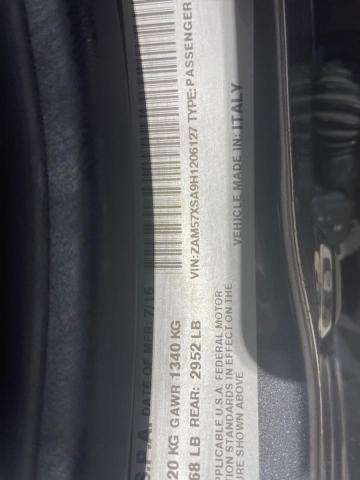 S.P.A. DATE OF MFR. 7/16
20 KG GAWR 1340 KG
68 LB REAR: 2952 LB
VIN:ZAM57XSA9H1206127 TYPE:PASSENGER
VEHICLE MADE IN: ITALY
APPLICABLE U.S.A. FEDERAL MOTOR
TION STANDARDS IN EFFECT ON THE
URE SHOWN ABOVE